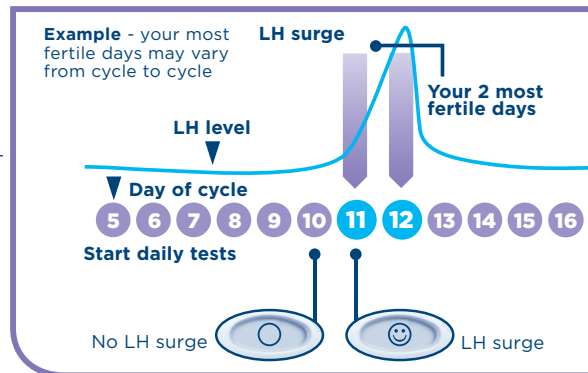 Example - your most
fertile days may vary
from cycle to cycle
LH surge
Your 2 most
fertile days
LH level
Day of cycle
5 6 7 8 9 10 11 12 13 14 15 16
Start daily tests
No LH surge
LH surge